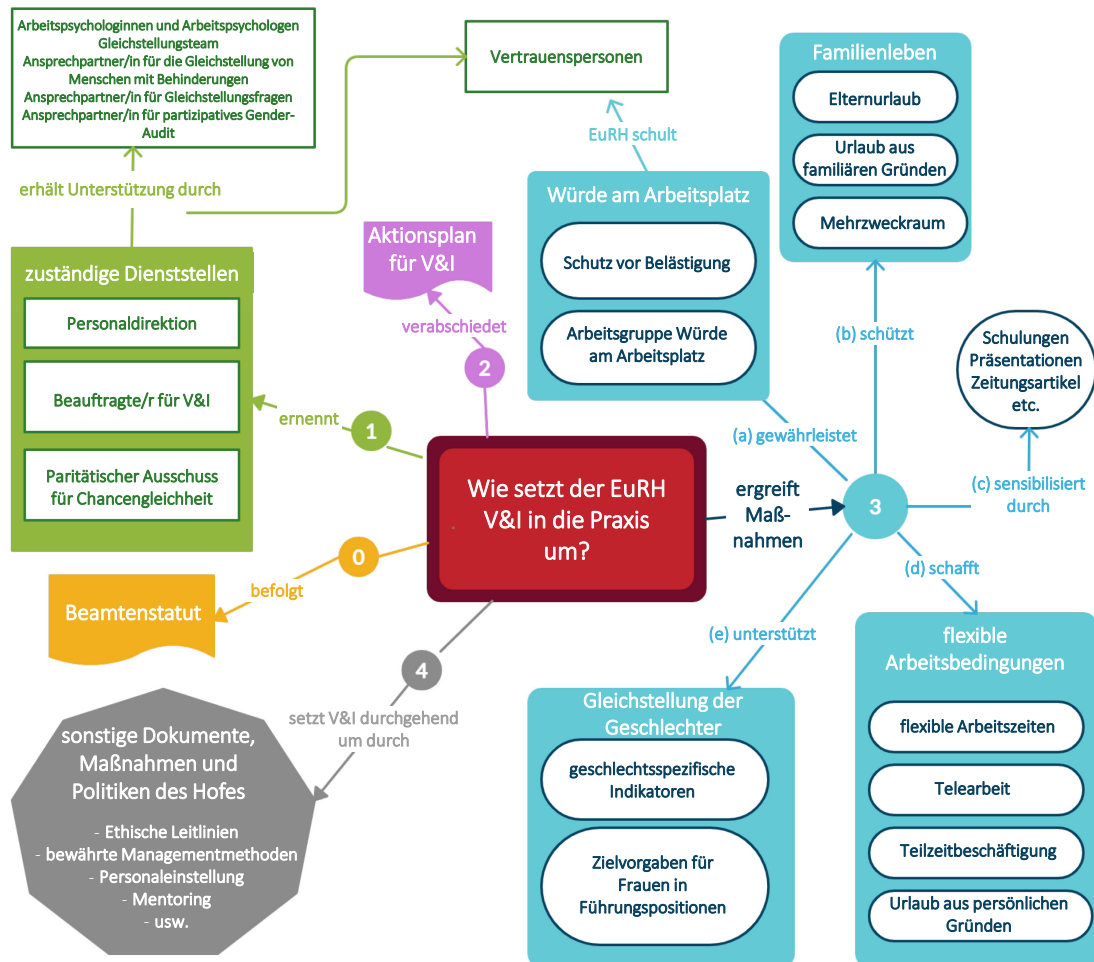 Arbeitspsychologinnen und Arbeitspsychologen
Gleichstellungsteam
Ansprechpartner/in für die Gleichstellung von
Menschen mit Behinderungen
Ansprechpartner/in für Gleichstellungsfragen
Ansprechpartner/in für partizipatives Gender-
Audit
Vertrauenspersonen
Familienleben
Elternurlaub
Urlaub aus
familiären Gründen
Mehrzweckraum
EuRH schult
erhält Unterstützung durch
Würde am Arbeitsplatz
Schutz vor Belästigung
Arbeitsgruppe Würde
am Arbeitsplatz
Aktionsplan
für V&I
verabschiedet
2
zuständige Dienststellen
Personaldirektion
Beauftragte/r für V&I
Paritätischer Ausschuss
für Chancengleichheit
ernennt
1
(b) schützt
Schulungen
Präsentationen
Zeitungsartikel
etc.
(a) gewährleistet
(c) sensibilisiert
durch
Wie setzt der EuRH
V&I in die Praxis
um?
ergreift
Maß-
nahmen
3
0
befolgt
Beamtenstatut
(d) schafft
(e) unterstützt
flexible
Arbeitsbedingungen
flexible Arbeitszeiten
Telearbeit
Teilzeitbeschäftigung
Urlaub aus persönlichen
Gründen
4
setzt V&I durchgehend
um durch
Gleichstellung der
Geschlechter
geschlechtsspezifische
Indikatoren
Zielvorgaben für
Frauen in
Führungspositionen
sonstige Dokumente,
Maßnahmen und
Politiken des Hofes
- Ethische Leitlinien
- bewährte Managementmethoden
- Personaleinstellung
- Mentoring
- usw.